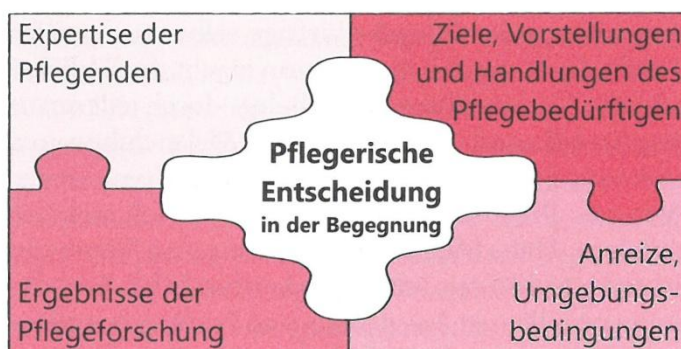 Expertise der
Pflegenden
Ziele, Vorstellungen
und Handlungen des
Pflegebedürftigen
Pflegerische
Entscheidung
in der Begegnung
Ergebnisse der
Pflegeforschung
Anreize,
Umgebungs-
bedingungen